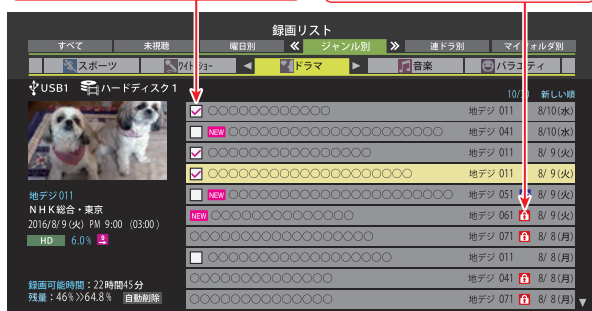 録画リスト
すべて 未視聴 曜日別 ≪ ジャンル別 ≫ 連ドラ別 マイフォルダ別
スポーツ ワイドショー ◀ ドラマ ▶ 音楽 バラエティ
USB1 ハードディスク1
10/30 新しい順
地デジ 011
NHK総合・東京
2016/8/ 9(火) PM 9:00 (03:00)
HD 6.0%
録画可能時間:22時間45分
残量:46%≫64.8% 自動削除
○○○○○○○○○○○○ 地デジ 011 8/10(水)
NEW ○○○○○○○○○○○○○○○○○○○○○○○ 地デジ 041 8/10(水)
○○○○○○○○○○○○○○○○ 地デジ 011 8/ 9(火)
○○○○○○○○○○○○○○○○○○○○ 地デジ 011 8/ 9(火)
NEW ○○○○○○○○○○○○○○○○○○○○○○○○ 地デジ 051 8/ 9(火)
NEW ○○○○○○○○○○○○○○ 地デジ 061 8/ 9(火)
○○○○○○○○○○○○○○○○○○ 地デジ 071 8/ 8(月)
○○○○○○○○○○○○○○○ 地デジ 011 8/ 8(月)
○○○○○○○○○○○○○○ 地デジ 041 8/ 8(月)
○○○○○○○○○○○○○○ 地デジ 071 8/ 8(月)
▼